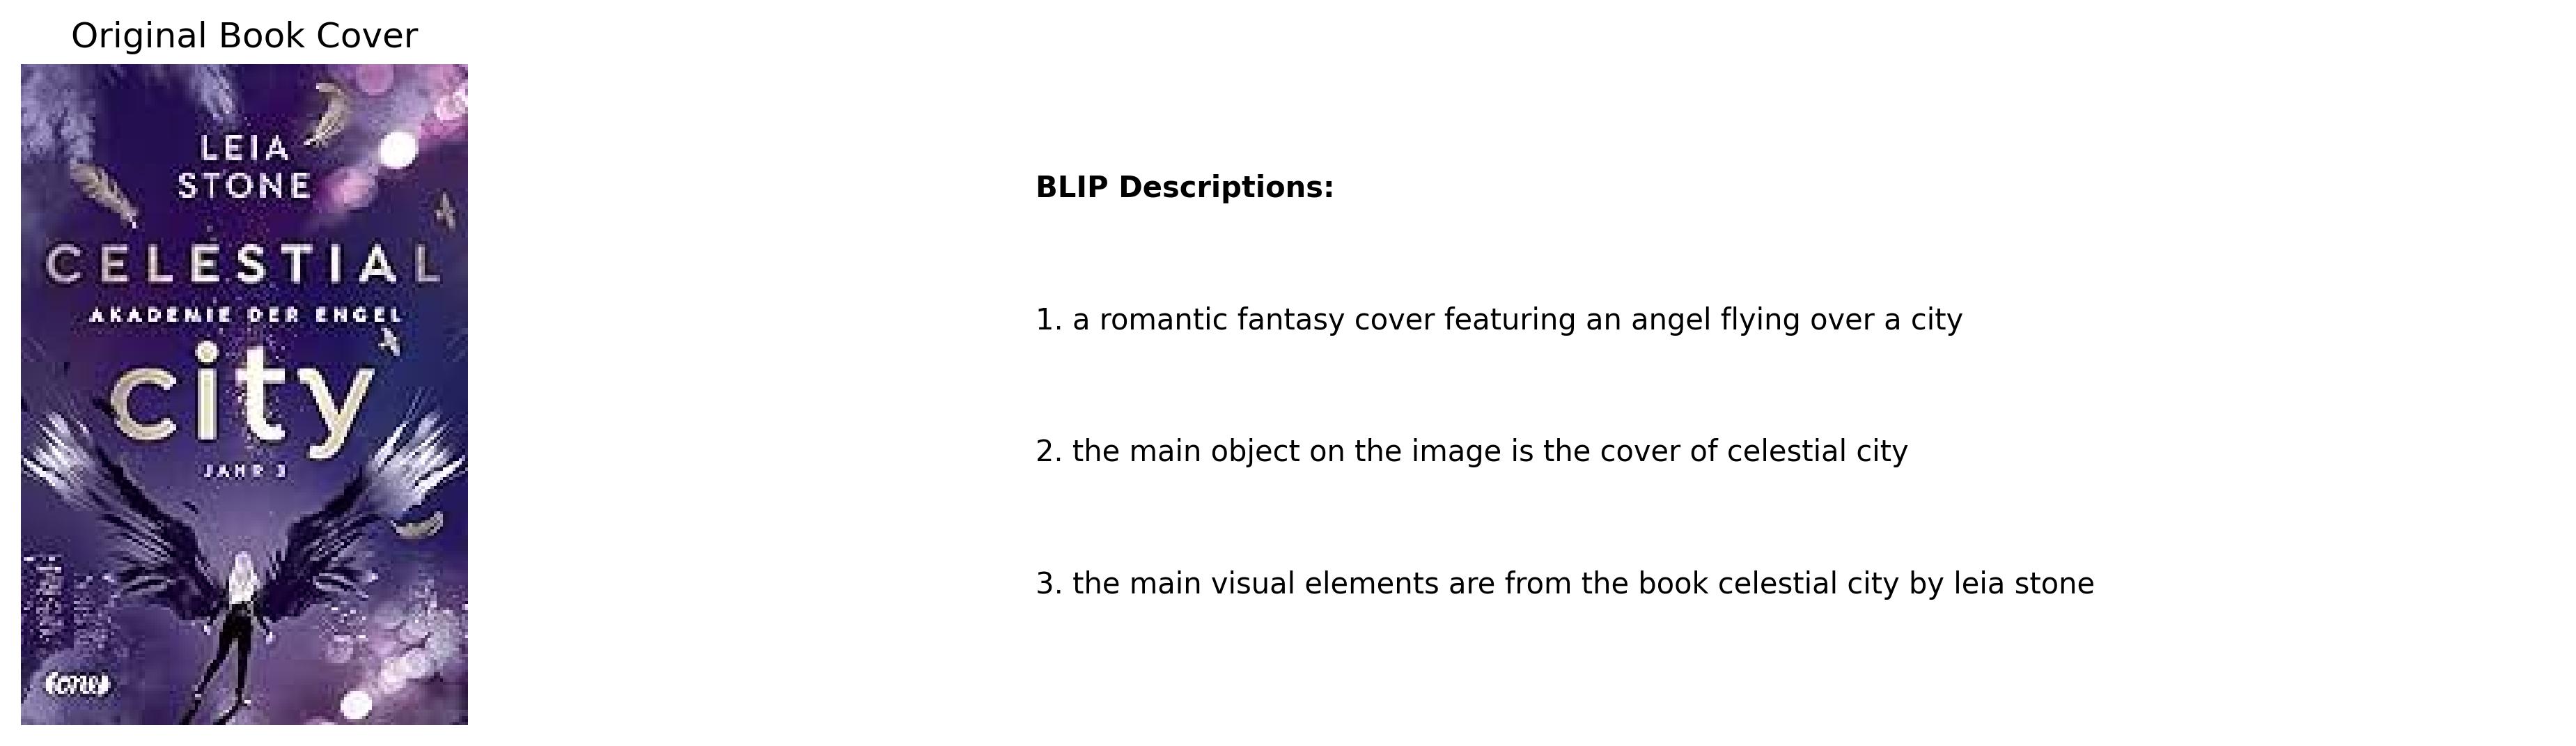 Original Book Cover
LEIA
STONE
CELESTIAL
AKADEMIE DER ENGEL
city
JAHR 3
one
BLIP Descriptions:
1. a romantic fantasy cover featuring an angel flying over a city
2. the main object on the image is the cover of celestial city
3. the main visual elements are from the book celestial city by leia stone